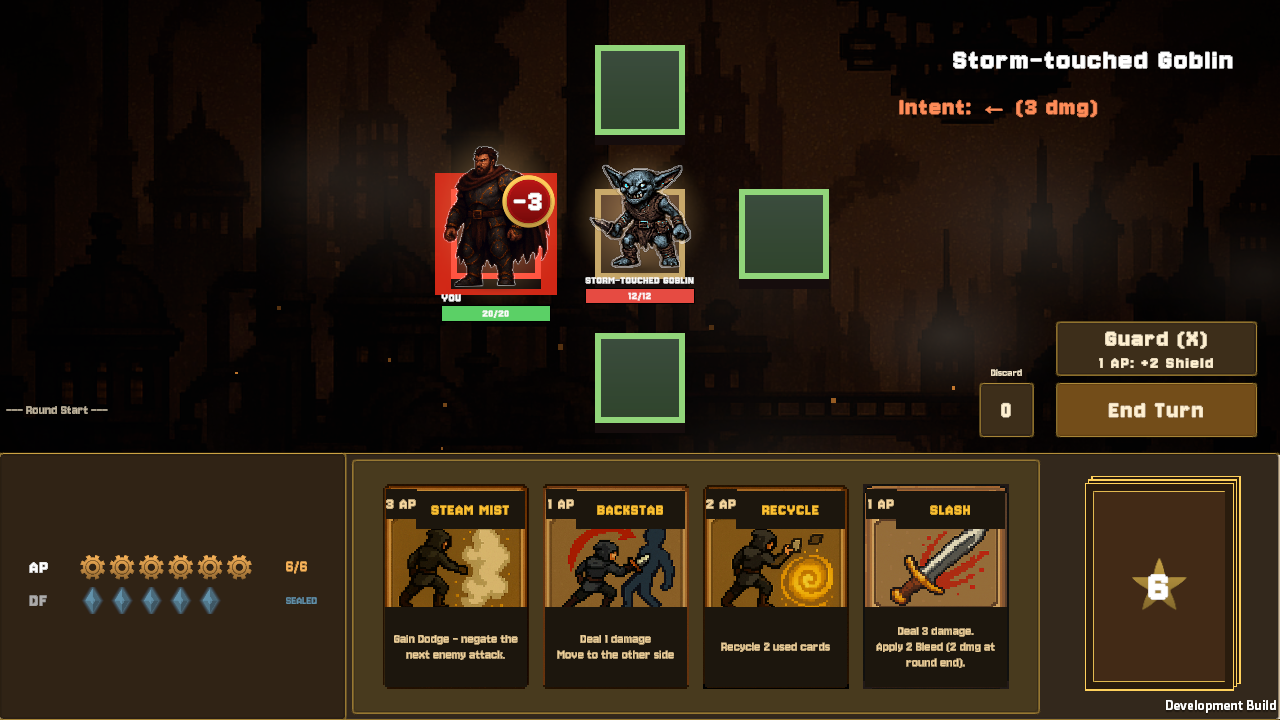 Storm-touched Goblin
Intent: ← (3 dmg)
-3
STORM-TOUCHED GOBLIN
12/12
YOU
20/20
Guard (X)
1 AP: +2 Shield
Discard
0
End Turn
--- Round Start ---
3 AP
STEAM MIST
Gain Dodge - negate the
next enemy attack.
1 AP
BACKSTAB
Deal 1 damage
Move to the other side
2 AP
RECYCLE
Recycle 2 used cards
1 AP
SLASH
Deal 3 damage.
Apply 2 Bleed (2 dmg at
round end).
AP
6/6
DF
SEALED
6
Development Build